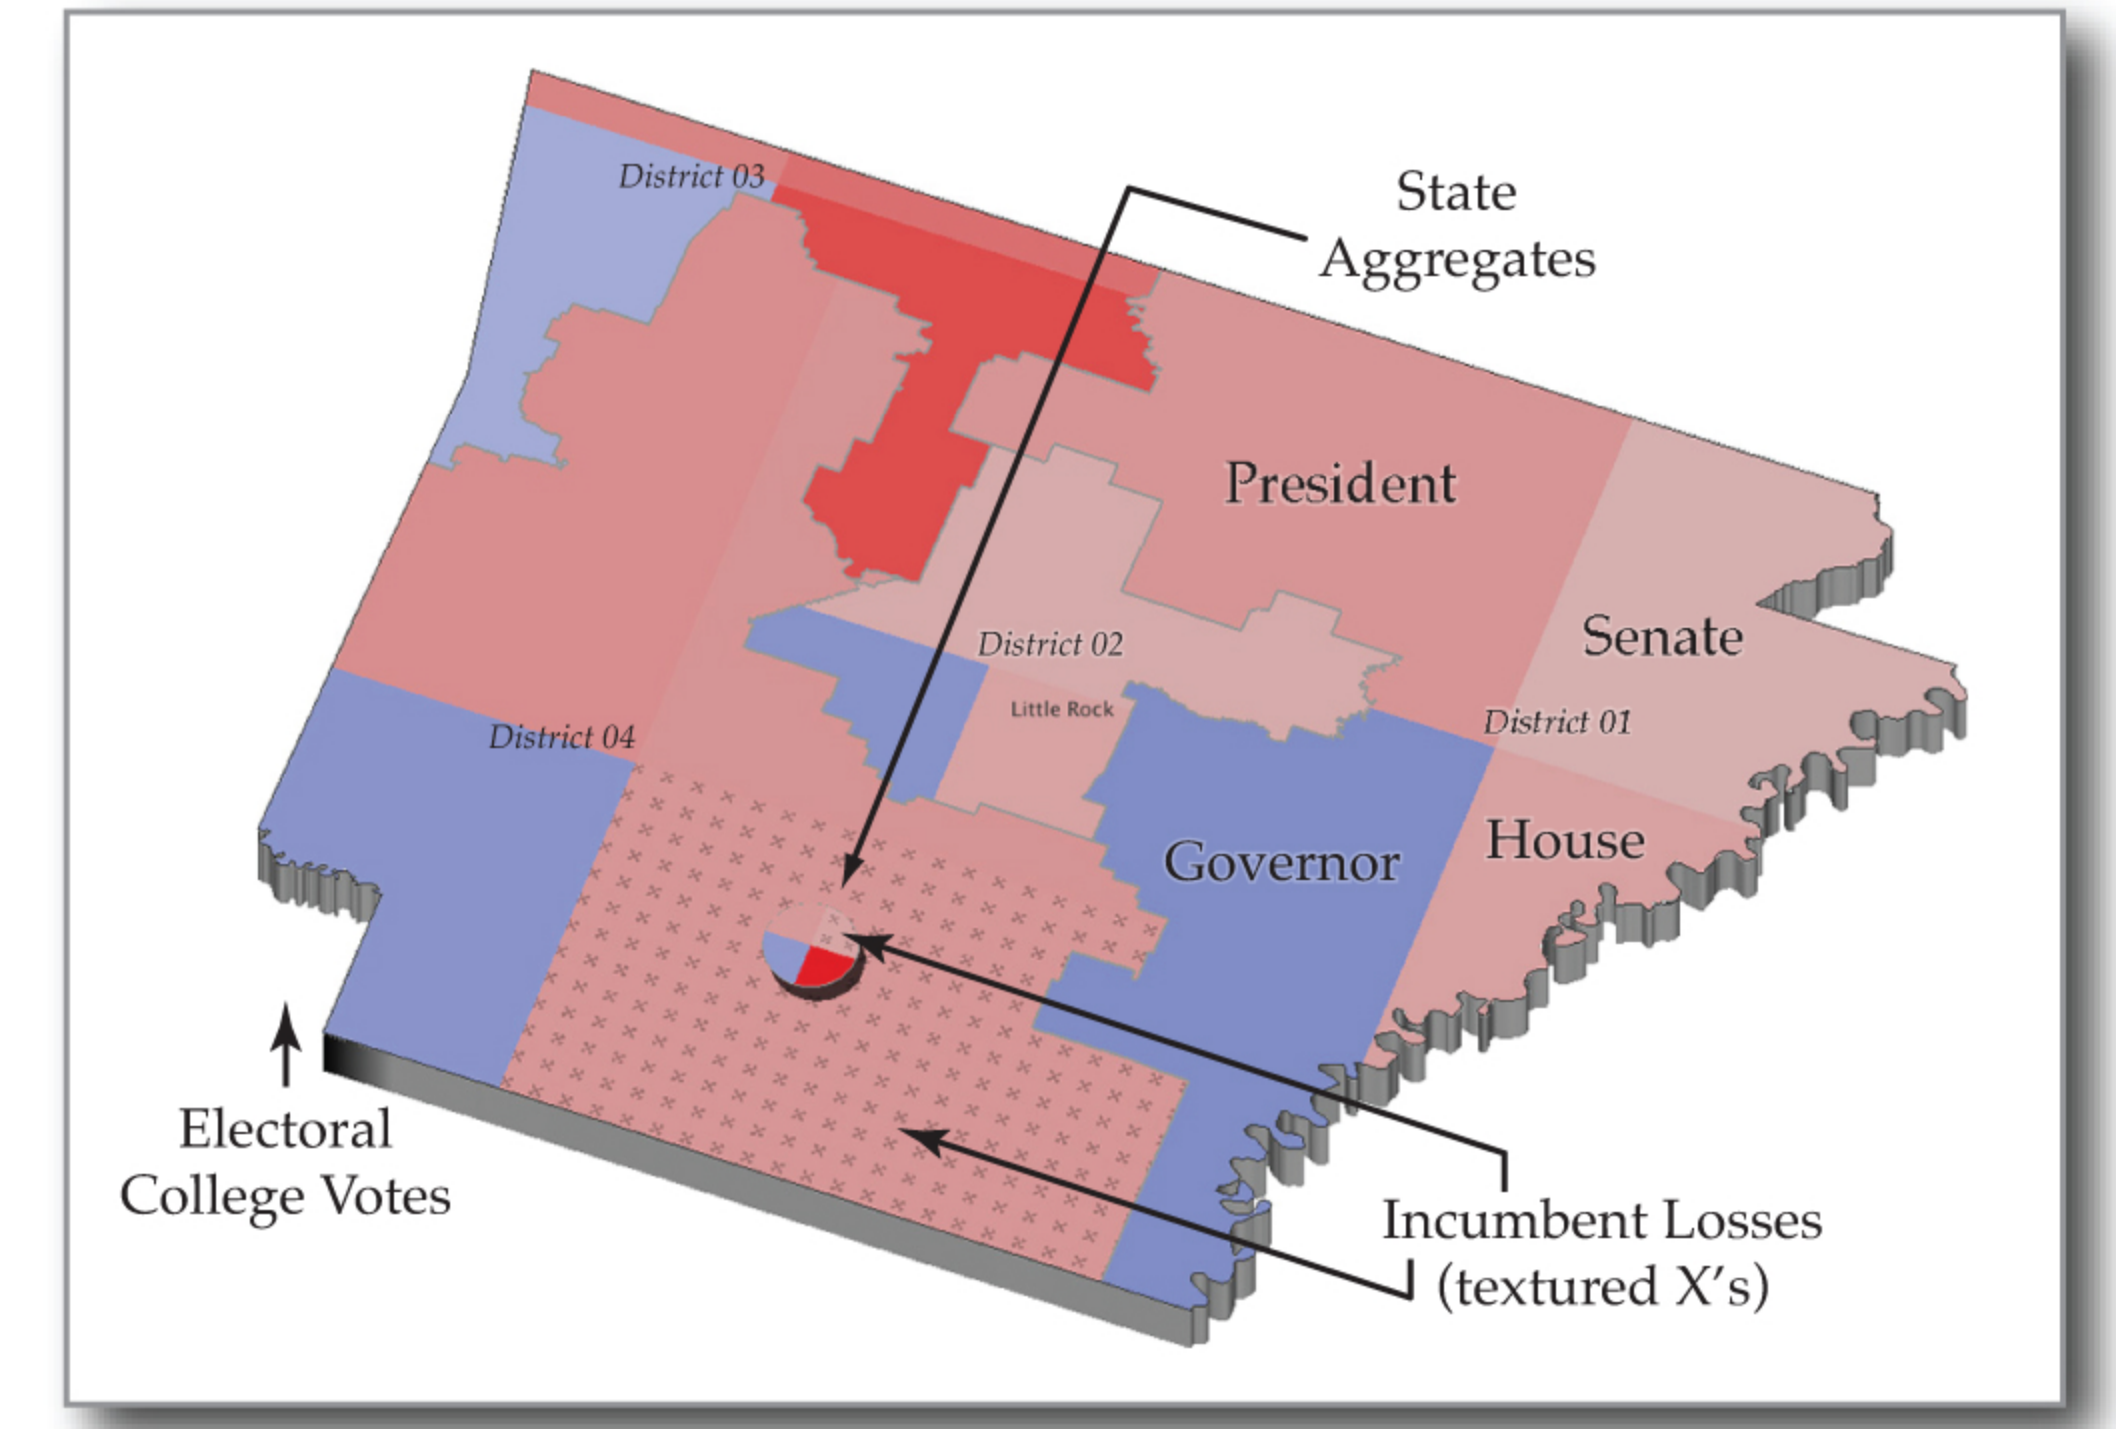 District 03
State
Aggregates
President
Senate
District 02
Little Rock
District 01
District 04
House
Governor
Electoral
College Votes
Incumbent Losses
(textured X's)